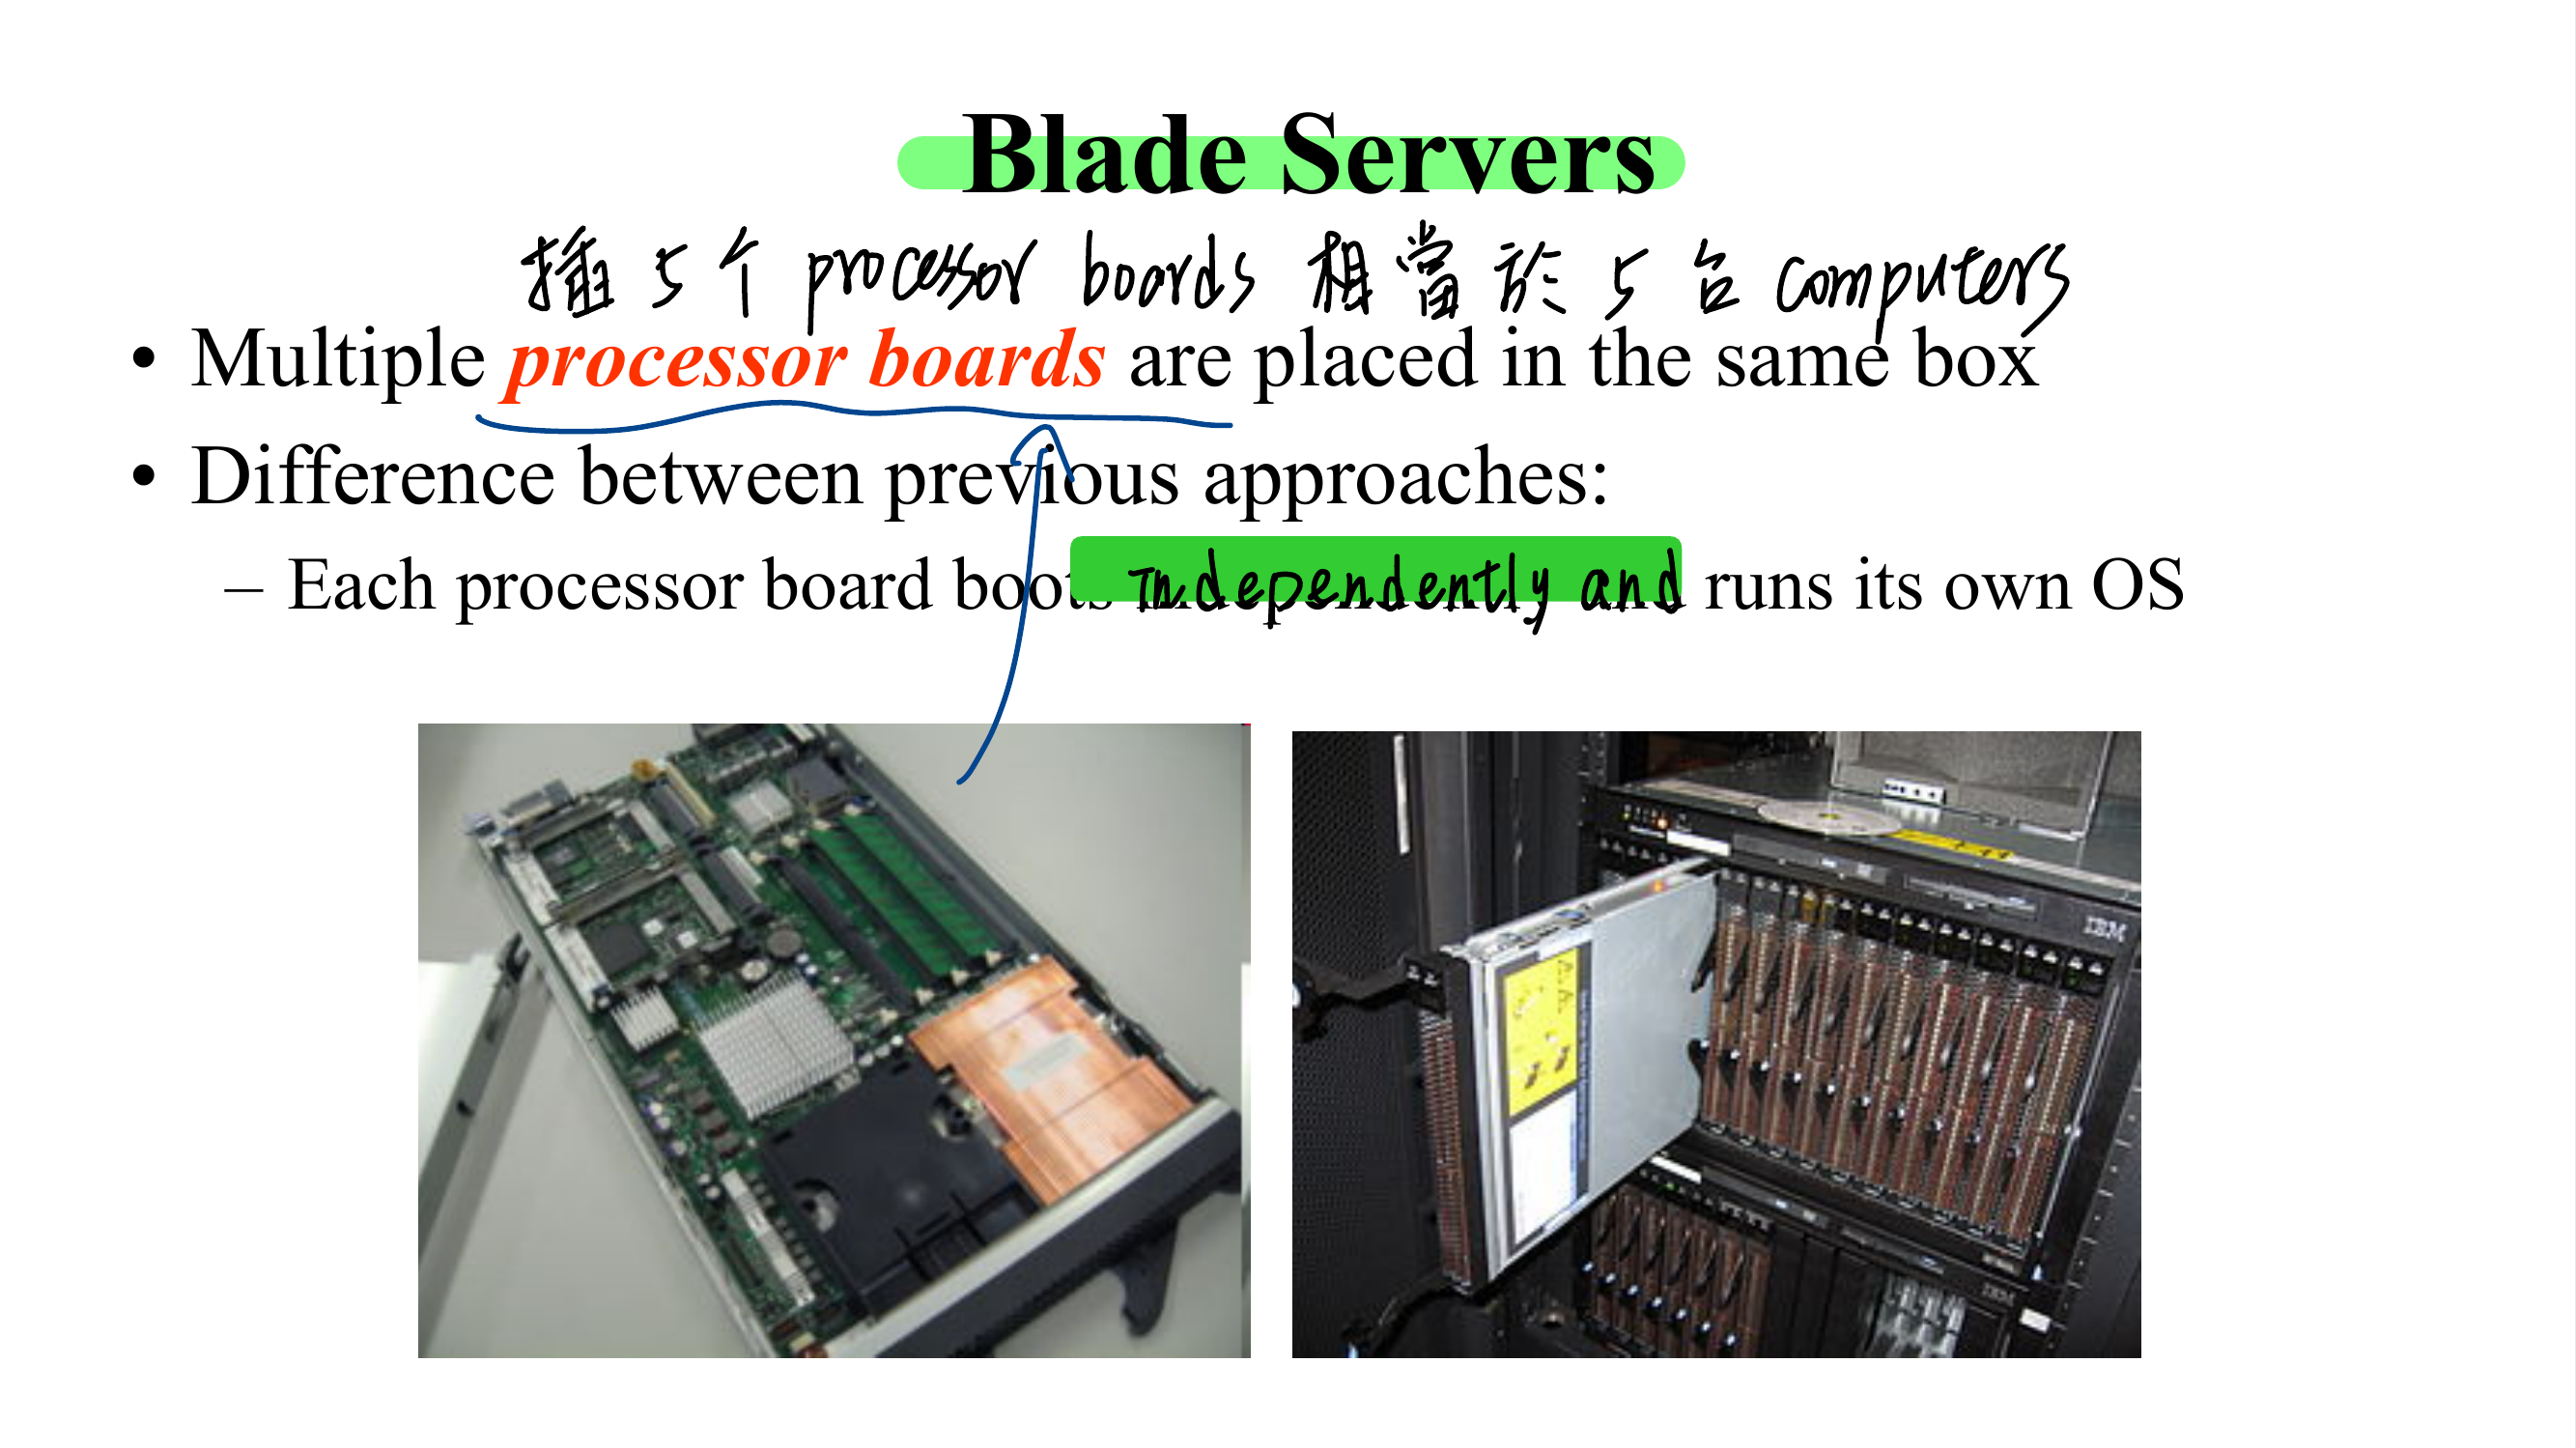 Blade Servers
插 5 个 processor boards 相當於 5 台 computers
• Multiple processor boards are placed in the same box
• Difference between previous approaches:
– Each processor board boots independently and runs its own OS
IBM
IBM